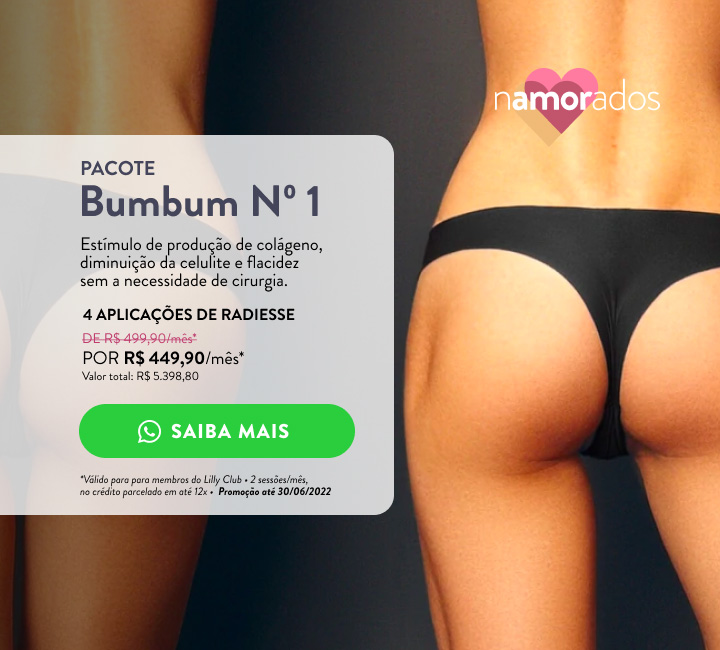 namorados
PACOTE
Bumbum Nº 1
Estímulo de produção de colágeno,
diminuição da celulite e flacidez
sem a necessidade de cirurgia.
4 APLICAÇÕES DE RADIESSE
DE R$ 499,90/mês*
POR R$ 449,90/mês*
Valor total: R$ 5.398,80
SAIBA MAIS
*Válido para para membros do Lilly Club • 2 sessões/mês,
no crédito parcelado em até 12x • Promoção até 30/06/2022